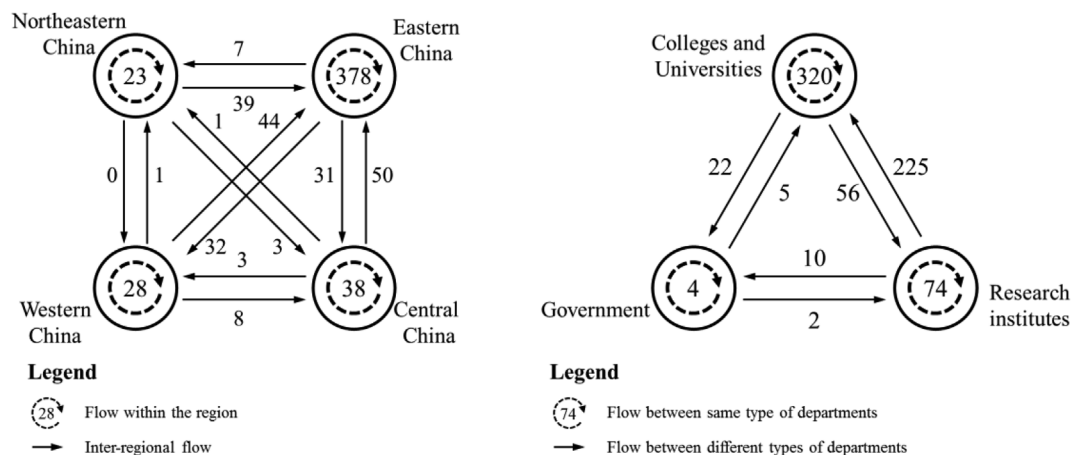 Northeastern
China
23
7
39
Eastern
China
378
1
44
0
1
31
50
32
3
3
8
Western
China
28
38
Central
China
Legend
28
Flow within the region
Inter-regional flow
Colleges and
Universities
320
22
5
56
225
Government
4
10
2
74
Research
institutes
Legend
74
Flow between same type of departments
Flow between different types of departments